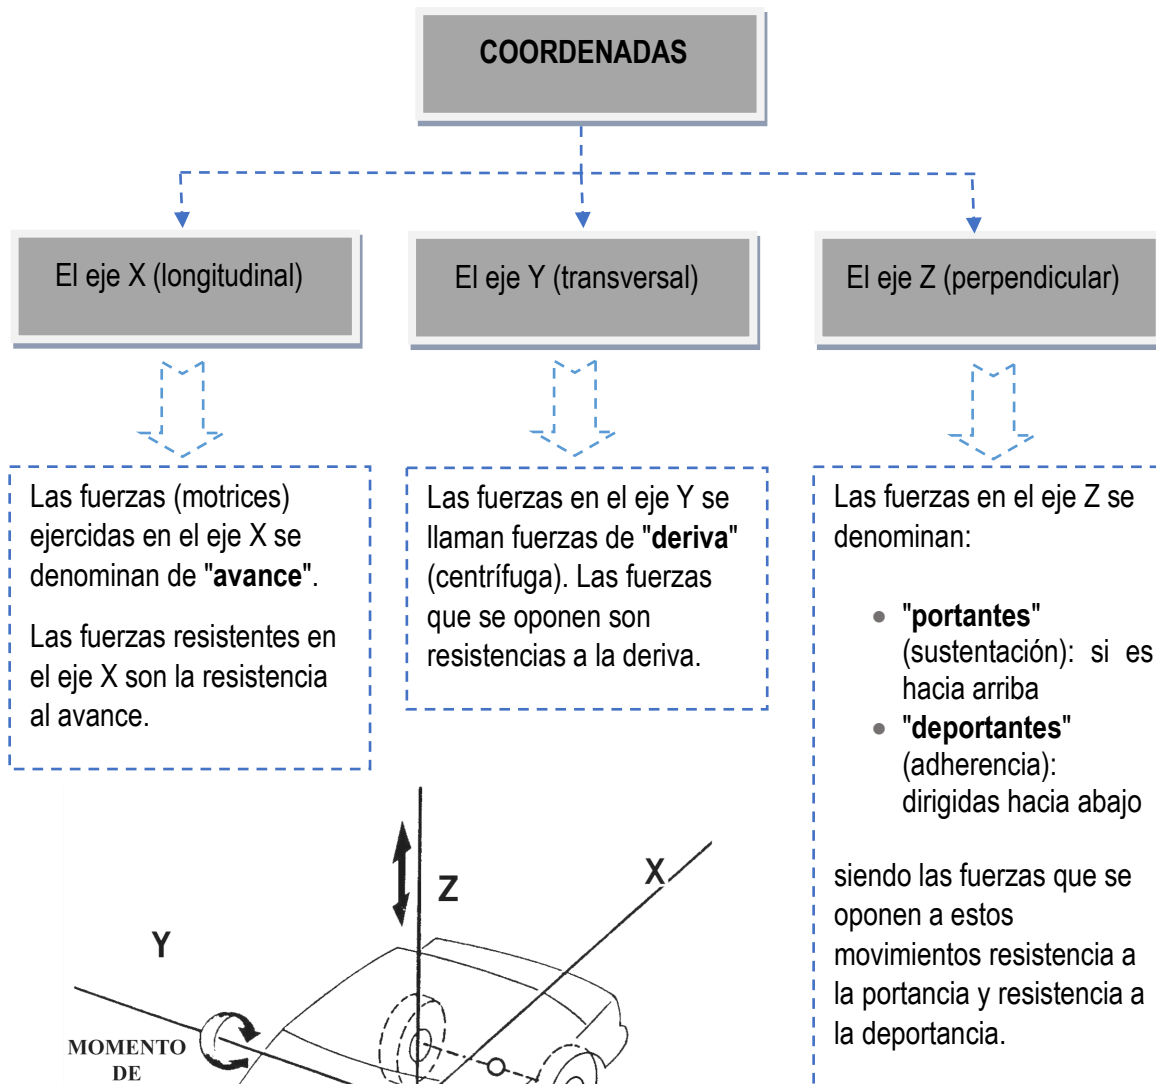 COORDENADAS
El eje X (longitudinal)
El eje Y (transversal)
El eje Z (perpendicular)
Las fuerzas (motrices)
ejercidas en el eje X se
denominan de "avance".
Las fuerzas resistentes en
el eje X son la resistencia
al avance.
Las fuerzas en el eje Y se
llaman fuerzas de "deriva"
(centrífuga). Las fuerzas
que se oponen son
resistencias a la deriva.
Las fuerzas en el eje Z se
denominan:
• "portantes"
(sustentación): si es
hacia arriba
• "deportantes"
(adherencia):
dirigidas hacia abajo
siendo las fuerzas que se
oponen a estos
movimientos resistencia a
la portancia y resistencia a
la deportancia.
Z
X
Y
MOMENTO
DE